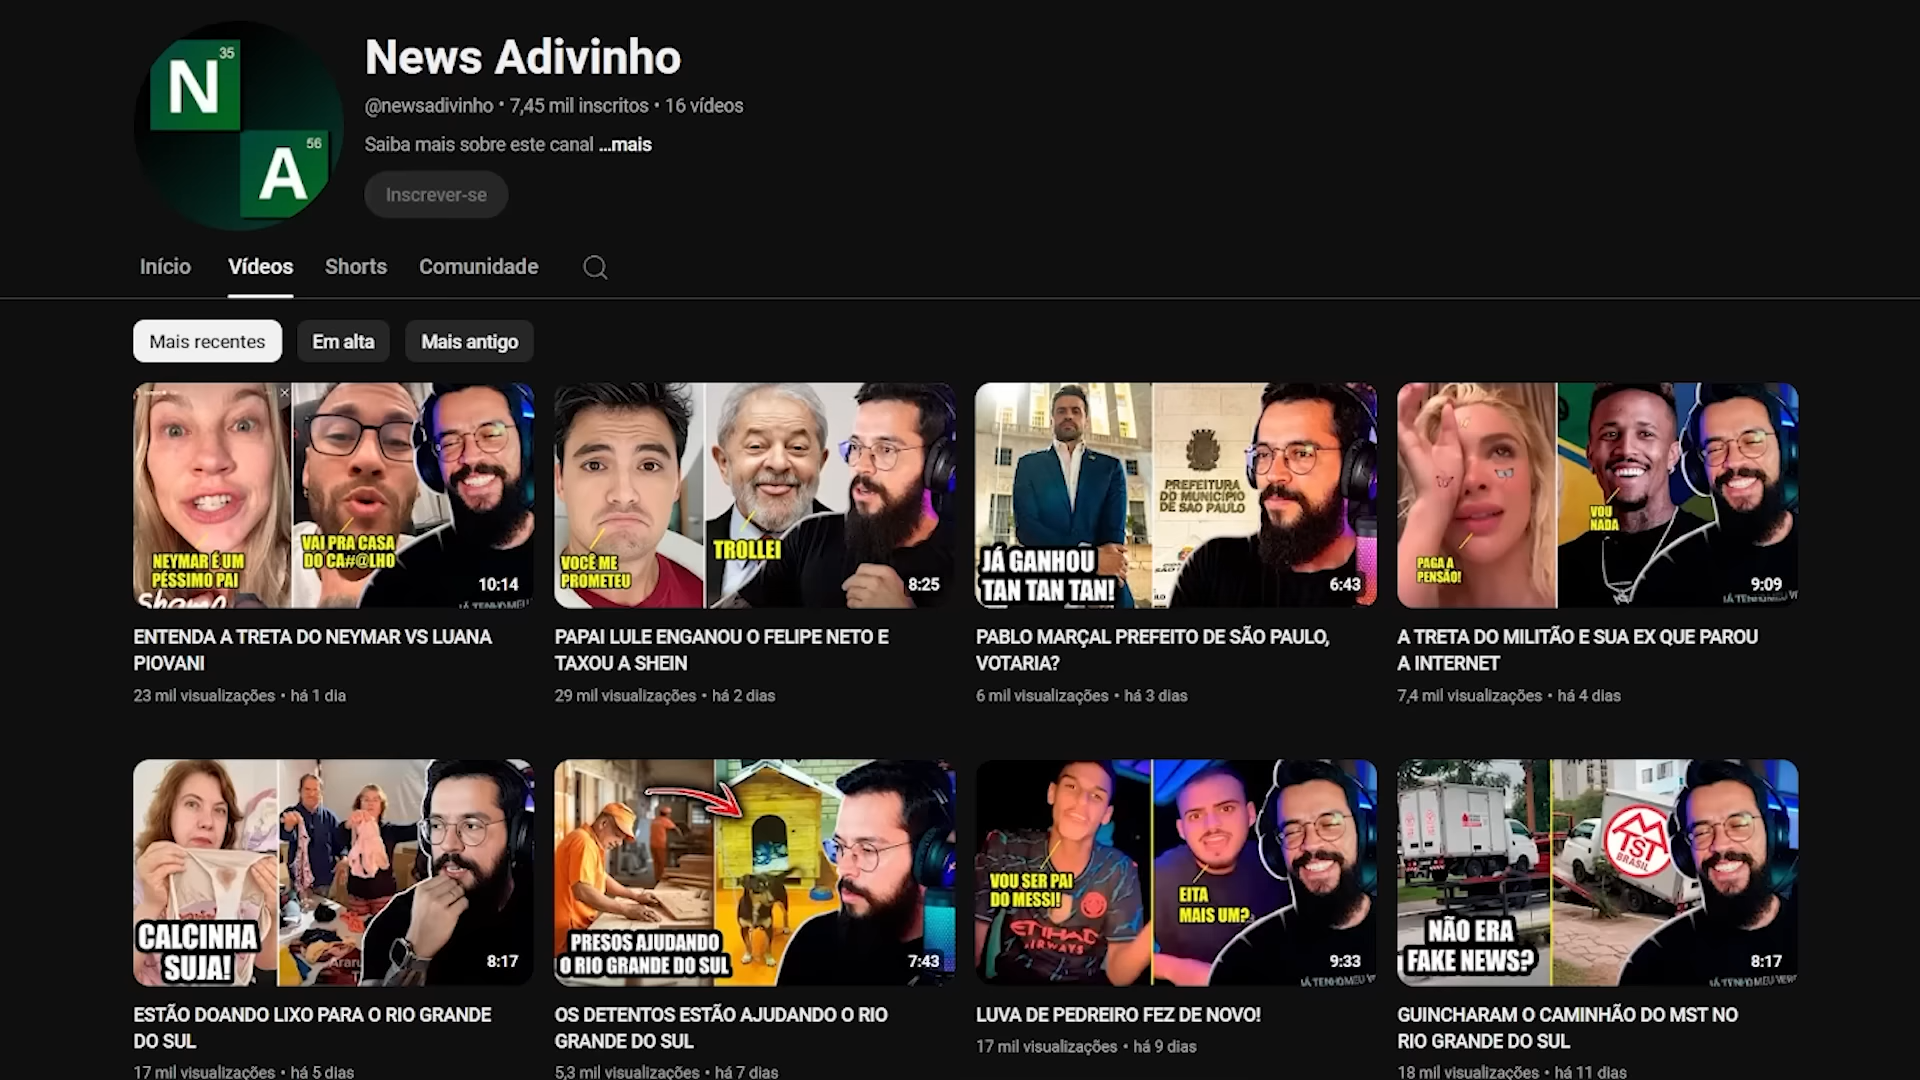 N 35
A 56
News Adivinho
@newsadivinho • 7,45 mil inscritos • 16 vídeos
Saiba mais sobre este canal ...mais
Inscrever-se
Início Vídeos Shorts Comunidade
Mais recentes Em alta Mais antigo
NEYMAR É UM
PÉSSIMO PAI
VAI PRA CASA
DO CA#@LHO
10:14
VOCÊ ME
PROMETEU
TROLLEI
8:25
JÁ GANHOU
TAN TAN TAN!
PREFEITURA
DO MUNICÍPIO
DE SÃO PAULO
6:43
PAGA A
PENSÃO!
VOU
NADA
9:09
ENTENDA A TRETA DO NEYMAR VS LUANA
PIOVANI
23 mil visualizações • há 1 dia
PAPAI LULE ENGANOU O FELIPE NETO E
TAXOU A SHEIN
29 mil visualizações • há 2 dias
PABLO MARÇAL PREFEITO DE SÃO PAULO,
VOTARIA?
6 mil visualizações • há 3 dias
A TRETA DO MILITÃO E SUA EX QUE PAROU
A INTERNET
7,4 mil visualizações • há 4 dias
CALCINHA
SUJA!
8:17
PRESOS AJUDANDO
O RIO GRANDE DO SUL
7:43
VOU SER PAI
DO MESSI!
ETIHAD
AIRWAYS
EITA
MAIS UM?
9:33
NÃO ERA
FAKE NEWS?
MTST
BRASIL
8:17
ESTÃO DOANDO LIXO PARA O RIO GRANDE
DO SUL
17 mil visualizações • há 5 dias
OS DETENTOS ESTÃO AJUDANDO O RIO
GRANDE DO SUL
5,3 mil visualizações • há 7 dias
LUVA DE PEDREIRO FEZ DE NOVO!
17 mil visualizações • há 9 dias
GUINCHARAM O CAMINHÃO DO MST NO
RIO GRANDE DO SUL
18 mil visualizações • há 11 dias